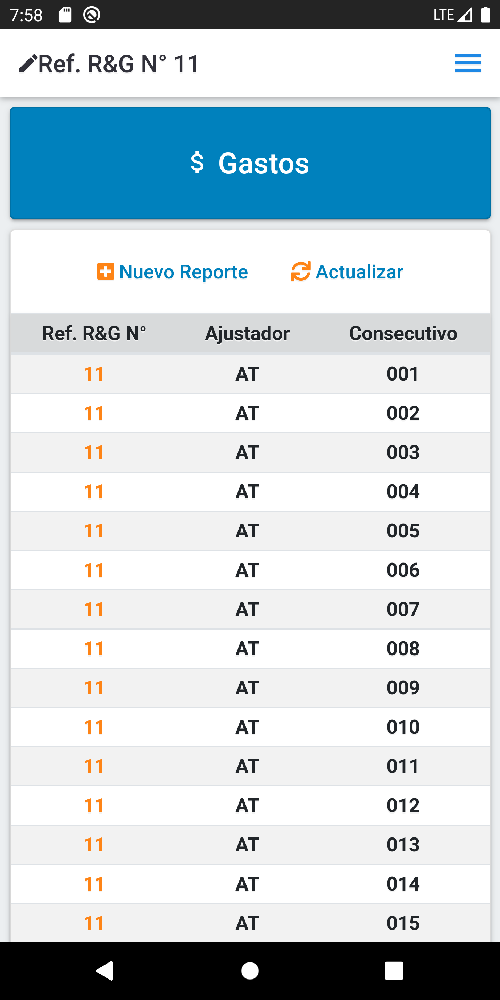 7:58 LTE
Ref. R&G N° 11
$ Gastos
Nuevo Reporte Actualizar
Ref. R&G N° Ajustador Consecutivo
11 AT 001
11 AT 002
11 AT 003
11 AT 004
11 AT 005
11 AT 006
11 AT 007
11 AT 008
11 AT 009
11 AT 010
11 AT 011
11 AT 012
11 AT 013
11 AT 014
11 AT 015